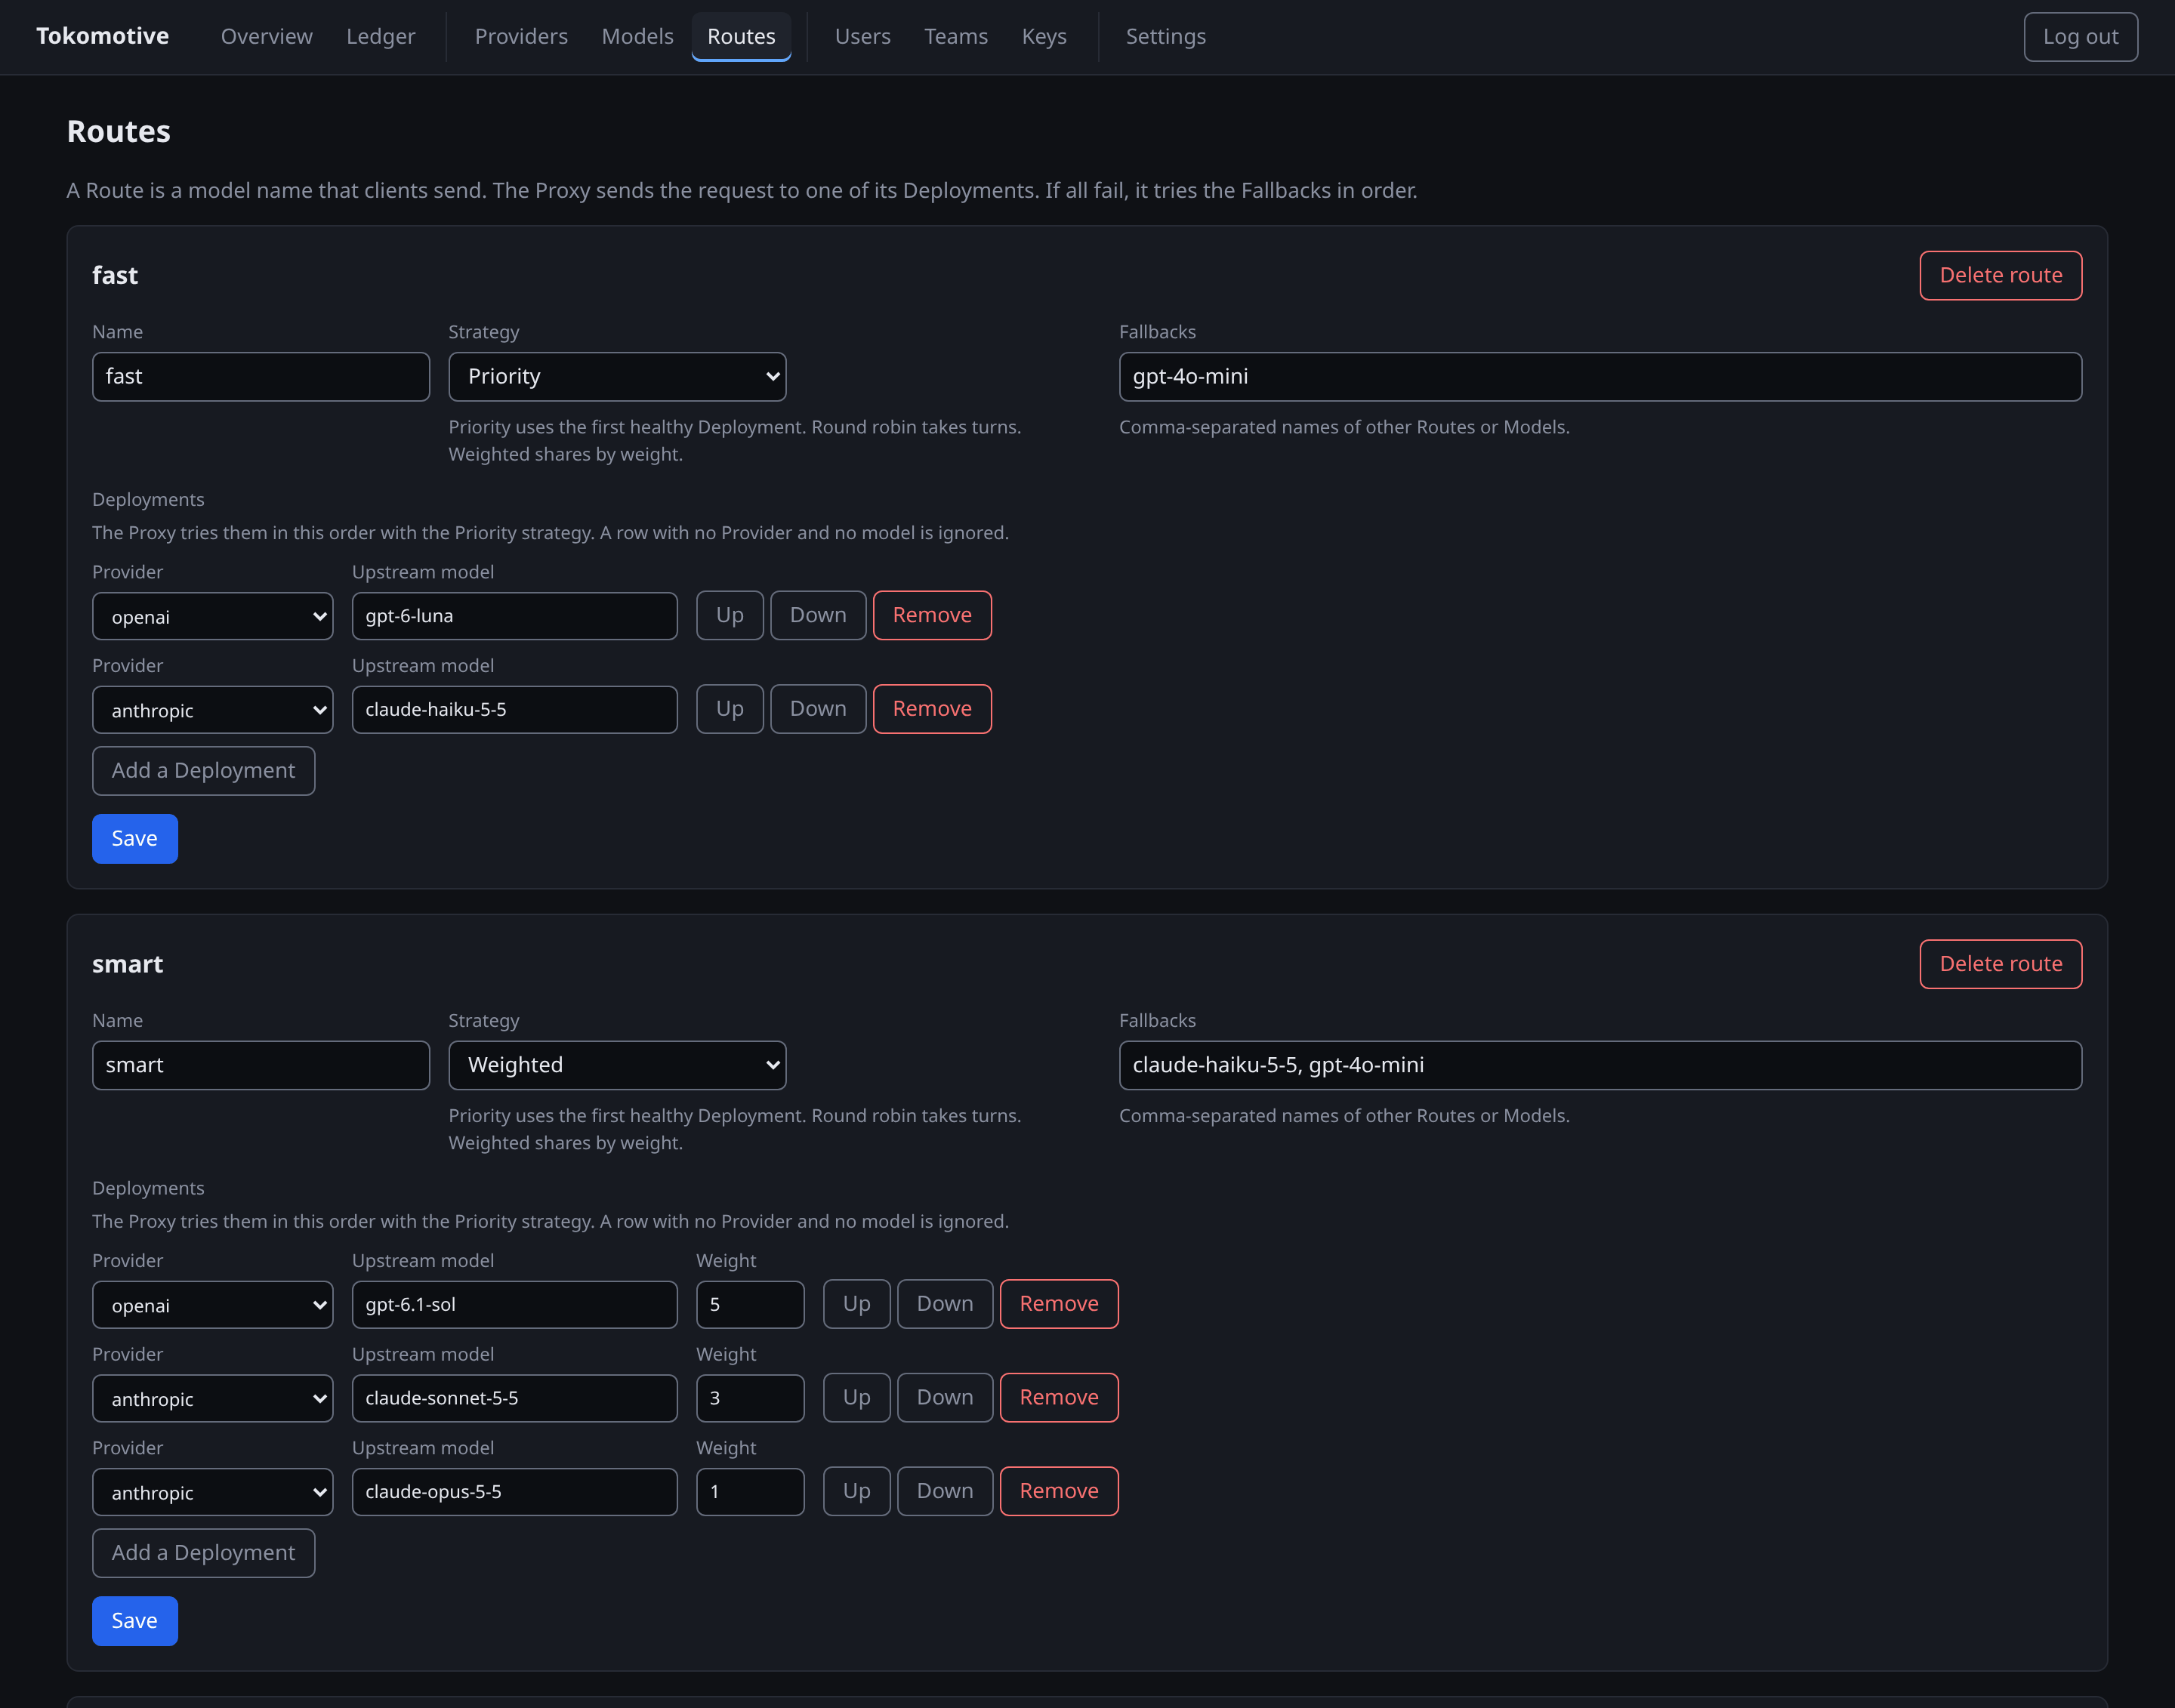 Tokomotive Overview Ledger Providers Models Routes Users Teams Keys Settings Log out
Routes
A Route is a model name that clients send. The Proxy sends the request to one of its Deployments. If all fail, it tries the Fallbacks in order.
fast Delete route
Name Strategy Fallbacks
fast Priority gpt-4o-mini
Priority uses the first healthy Deployment. Round robin takes turns. Comma-separated names of other Routes or Models.
Weighted shares by weight.
Deployments
The Proxy tries them in this order with the Priority strategy. A row with no Provider and no model is ignored.
Provider Upstream model
openai gpt-6-luna Up Down Remove
Provider Upstream model
anthropic claude-haiku-5-5 Up Down Remove
Add a Deployment
Save
smart Delete route
Name Strategy Fallbacks
smart Weighted claude-haiku-5-5, gpt-4o-mini
Priority uses the first healthy Deployment. Round robin takes turns. Comma-separated names of other Routes or Models.
Weighted shares by weight.
Deployments
The Proxy tries them in this order with the Priority strategy. A row with no Provider and no model is ignored.
Provider Upstream model Weight
openai gpt-6.1-sol 5 Up Down Remove
Provider Upstream model Weight
anthropic claude-sonnet-5-5 3 Up Down Remove
Provider Upstream model Weight
anthropic claude-opus-5-5 1 Up Down Remove
Add a Deployment
Save